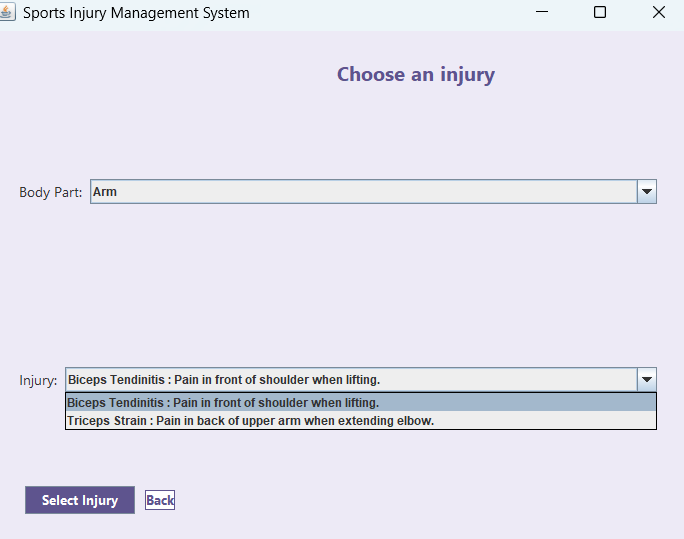 Sports Injury Management System
Choose an injury
Body Part: Arm
Injury: Biceps Tendinitis : Pain in front of shoulder when lifting.
Biceps Tendinitis : Pain in front of shoulder when lifting.
Triceps Strain : Pain in back of upper arm when extending elbow.
Select Injury Back